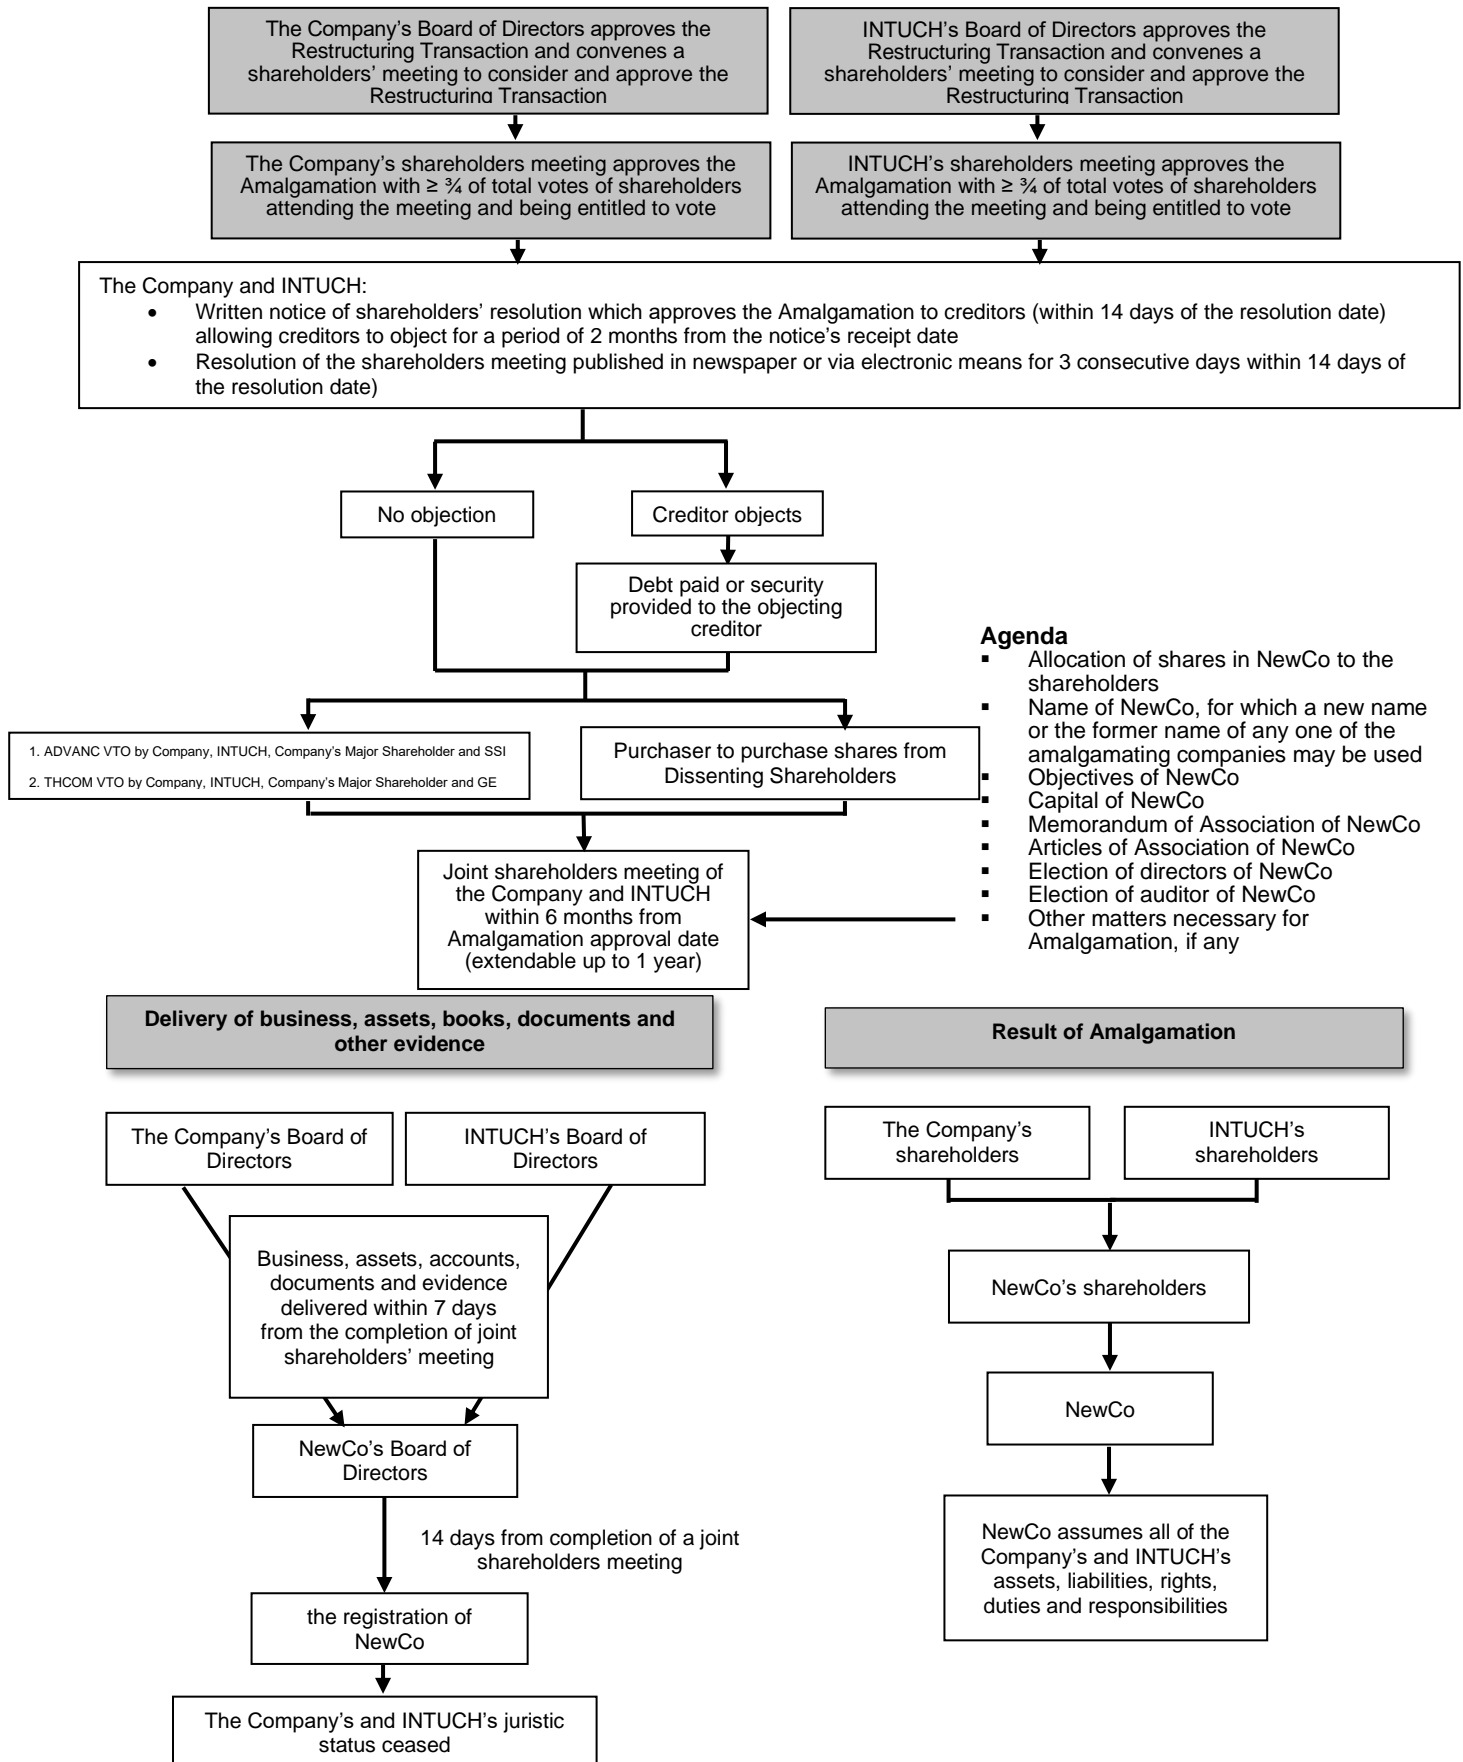 The Company's Board of Directors approves the
Restructuring Transaction and convenes a
shareholders' meeting to consider and approve the
Restructuring Transaction
INTUCH's Board of Directors approves the
Restructuring Transaction and convenes a
shareholders' meeting to consider and approve the
Restructuring Transaction
The Company's shareholders meeting approves the
Amalgamation with ≥ ¾ of total votes of shareholders
attending the meeting and being entitled to vote
INTUCH's shareholders meeting approves the
Amalgamation with ≥ ¾ of total votes of shareholders
attending the meeting and being entitled to vote
The Company and INTUCH:
• Written notice of shareholders' resolution which approves the Amalgamation to creditors (within 14 days of the resolution date)
allowing creditors to object for a period of 2 months from the notice's receipt date
• Resolution of the shareholders meeting published in newspaper or via electronic means for 3 consecutive days within 14 days of
the resolution date)
No objection
Creditor objects
Debt paid or security
provided to the objecting
creditor
1. ADVANC VTO by Company, INTUCH, Company's Major Shareholder and SSI
2. THCOM VTO by Company, INTUCH, Company's Major Shareholder and GE
Purchaser to purchase shares from
Dissenting Shareholders
Agenda
▪ Allocation of shares in NewCo to the
shareholders
▪ Name of NewCo, for which a new name
or the former name of any one of the
amalgamating companies may be used
▪ Objectives of NewCo
▪ Capital of NewCo
▪ Memorandum of Association of NewCo
▪ Articles of Association of NewCo
▪ Election of directors of NewCo
▪ Election of auditor of NewCo
▪ Other matters necessary for
Amalgamation, if any
Joint shareholders meeting of
the Company and INTUCH
within 6 months from
Amalgamation approval date
(extendable up to 1 year)
Delivery of business, assets, books, documents and
other evidence
The Company's Board of
Directors
INTUCH's Board of
Directors
Business, assets, accounts,
documents and evidence
delivered within 7 days
from the completion of joint
shareholders' meeting
NewCo's Board of
Directors
14 days from completion of a joint
shareholders meeting
the registration of
NewCo
The Company's and INTUCH's juristic
status ceased
Result of Amalgamation
The Company's
shareholders
INTUCH's
shareholders
NewCo's shareholders
NewCo
NewCo assumes all of the
Company's and INTUCH's
assets, liabilities, rights,
duties and responsibilities